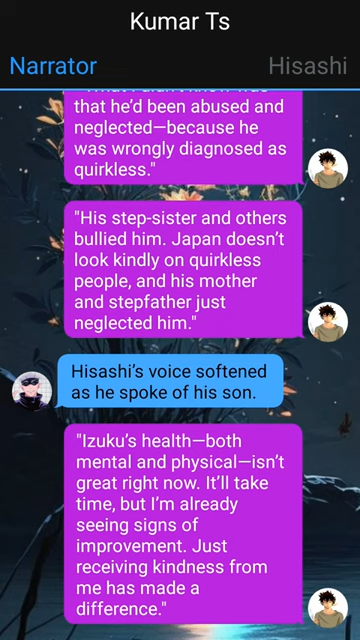 Kumar Ts
Narrator
Hisashi
that he’d been abused and
neglected—because he
was wrongly diagnosed as
quirkless."
"His step-sister and others
bullied him. Japan doesn’t
look kindly on quirkless
people, and his mother
and stepfather just
neglected him."
Hisashi’s voice softened
as he spoke of his son.
"Izuku’s health—both
mental and physical—isn’t
great right now. It’ll take
time, but I’m already
seeing signs of
improvement. Just
receiving kindness from
me has made a
difference."